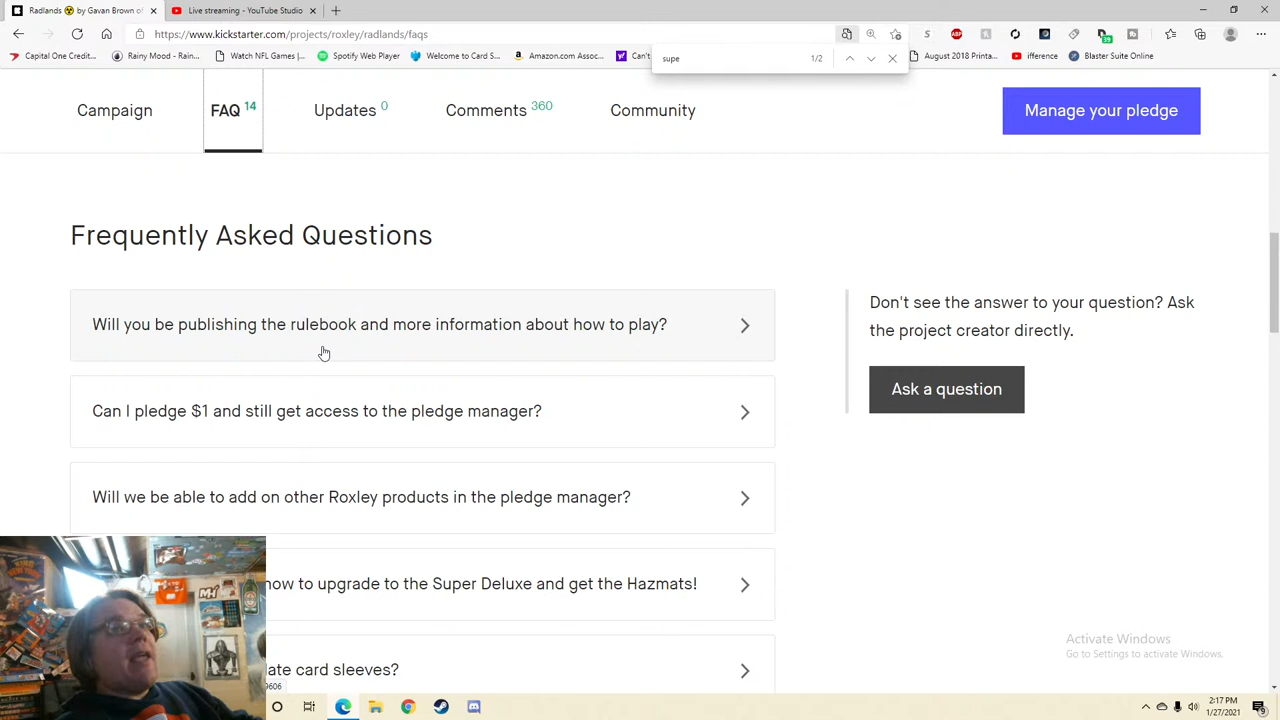 Radlands ☢ by Gavan Brown of
Live streaming - YouTube Studio
https://www.kickstarter.com/projects/roxley/radlands/faqs
Capital One Credit...
Rainy Mood - Rain...
Watch NFL Games |...
Spotify Web Player
Welcome to Card S...
Amazon.com Assoc...
Can't
August 2018 Printa...
ifference
Blaster Suite Online
supe
1/2
ABP
39
Campaign
FAQ 14
Updates 0
Comments 360
Community
Manage your pledge
Frequently Asked Questions
Will you be publishing the rulebook and more information about how to play?
Don't see the answer to your question? Ask
the project creator directly.
Ask a question
Can I pledge $1 and still get access to the pledge manager?
Will we be able to add on other Roxley products in the pledge manager?
how to upgrade to the Super Deluxe and get the Hazmats!
late card sleeves?
Activate Windows
Go to Settings to activate Windows.
9606
2:17 PM
1/27/2021
9